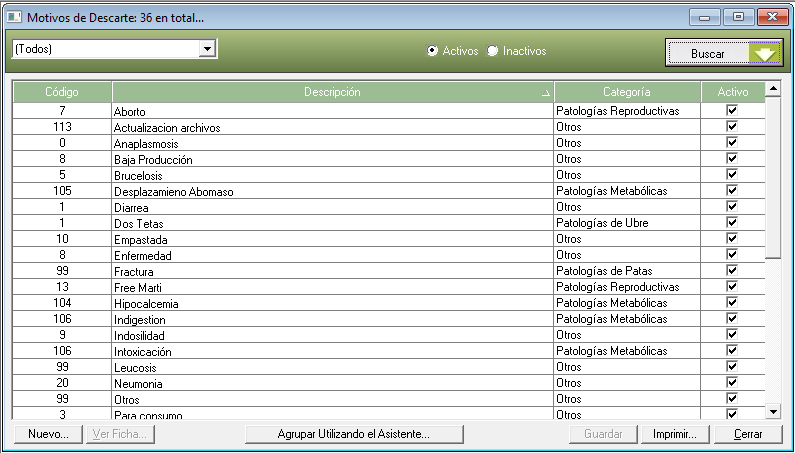 Motivos de Descarte: 36 en total...
(Todos) Activos Inactivos Buscar
Código Descripción Categoría Activo
7 Aborto Patologías Reproductivas
113 Actualizacion archivos Otros
0 Anaplasmosis Otros
8 Baja Producción Otros
5 Brucelosis Otros
105 Desplazamieno Abomaso Patologías Metabólicas
1 Diarrea Otros
1 Dos Tetas Patologías de Ubre
10 Empastada Otros
8 Enfermedad Otros
99 Fractura Patologías de Patas
13 Free Marti Patologías Reproductivas
104 Hipocalcemia Patologías Metabólicas
106 Indigestion Patologías Metabólicas
9 Indosilidad Otros
106 Intoxicación Patologías Metabólicas
99 Leucosis Otros
20 Neumonia Otros
99 Otros Otros
3 Para consumo Otros
Nuevo... Ver Ficha... Agrupar Utilizando el Asistente... Guardar Imprimir... Cerrar